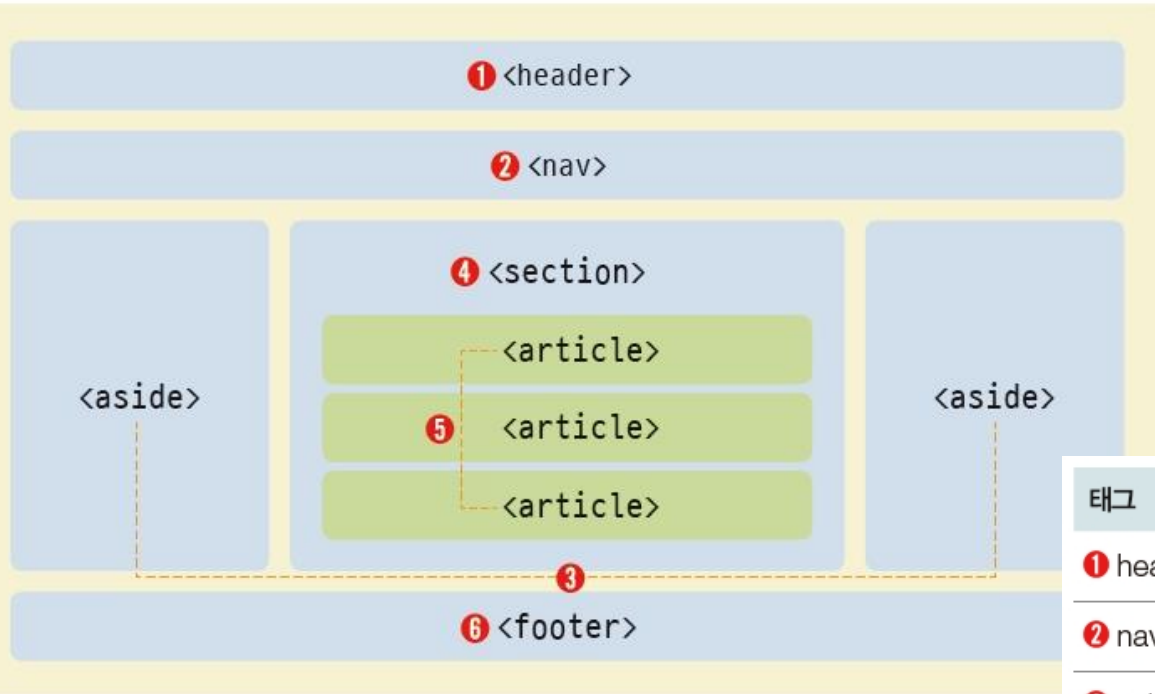 ❶ <header>
❷ <nav>
❹ <section>
<article>
<aside>
❺ <article>
<aside>
<article>
❸
❻ <footer>
태그
❶ hea
❷ nav